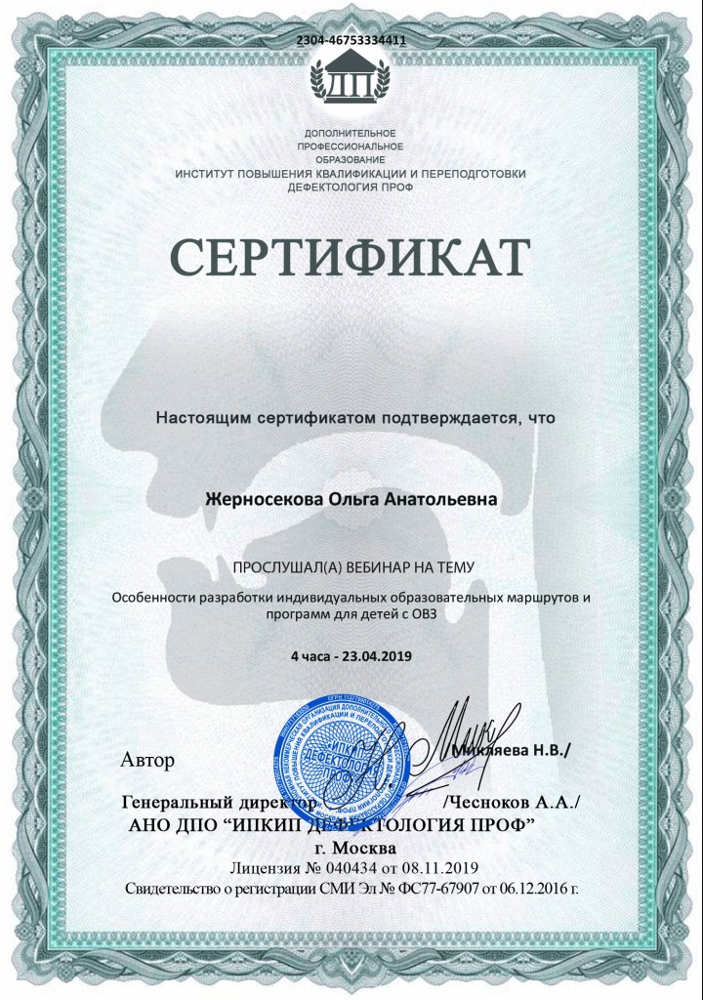 2304-46753334411
ДП
ДОПОЛНИТЕЛЬНОЕ
ПРОФЕССИОНАЛЬНОЕ
ОБРАЗОВАНИЕ
ИНСТИТУТ ПОВЫШЕНИЯ КВАЛИФИКАЦИИ И ПЕРЕПОДГОТОВКИ
ДЕФЕКТОЛОГИЯ ПРОФ
СЕРТИФИКАТ
Настоящим сертификатом подтверждается, что
Жерносекова Ольга Анатольевна
ПРОСЛУШАЛ(А) ВЕБИНАР НА ТЕМУ
Особенности разработки индивидуальных образовательных маршрутов и
программ для детей с ОВЗ
4 часа - 23.04.2019
"ИПКИП
ДЕФЕКТОЛОГИЯ
ПРОФ"
Автор
Микляева Н.В./
Генеральный директор /Чесноков А.А./
АНО ДПО “ИПКИП ДЕФЕКТОЛОГИЯ ПРОФ”
г. Москва
Лицензия № 040434 от 08.11.2019
Свидетельство о регистрации СМИ Эл № ФС77-67907 от 06.12.2016 г.